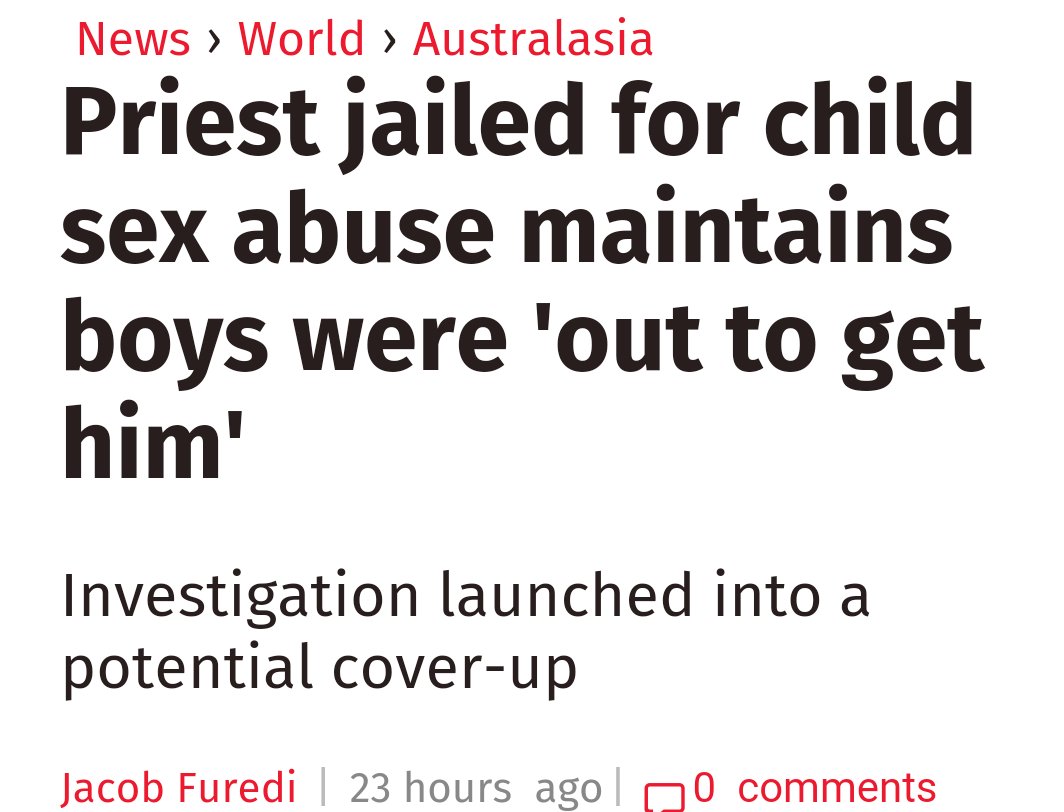 News › World › Australasia
Priest jailed for child
sex abuse maintains
boys were 'out to get
him'
Investigation launched into a
potential cover-up
Jacob Furedi | 23 hours ago | 0 comments